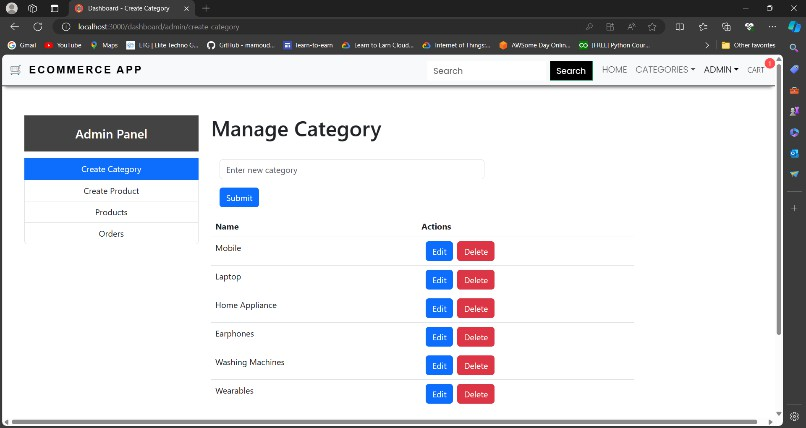 Dashboard - Create Category
localhost:3000/dashboard/admin/create-category
Gmail
YouTube
Maps
ETG | Elite Techno G...
GitHub - mamoud...
learn-to-earn
Learn to Earn Cloud...
Internet of Things:...
AWSome Day Onlin...
[FREE] Python Cour...
Other favorites
ECOMMERCE APP
Search
Search
HOME
CATEGORIES
ADMIN
CART
Admin Panel
Create Category
Create Product
Products
Orders
Manage Category
Enter new category
Submit
Name Actions
Mobile Edit Delete
Laptop Edit Delete
Home Appliance Edit Delete
Earphones Edit Delete
Washing Machines Edit Delete
Wearables Edit Delete